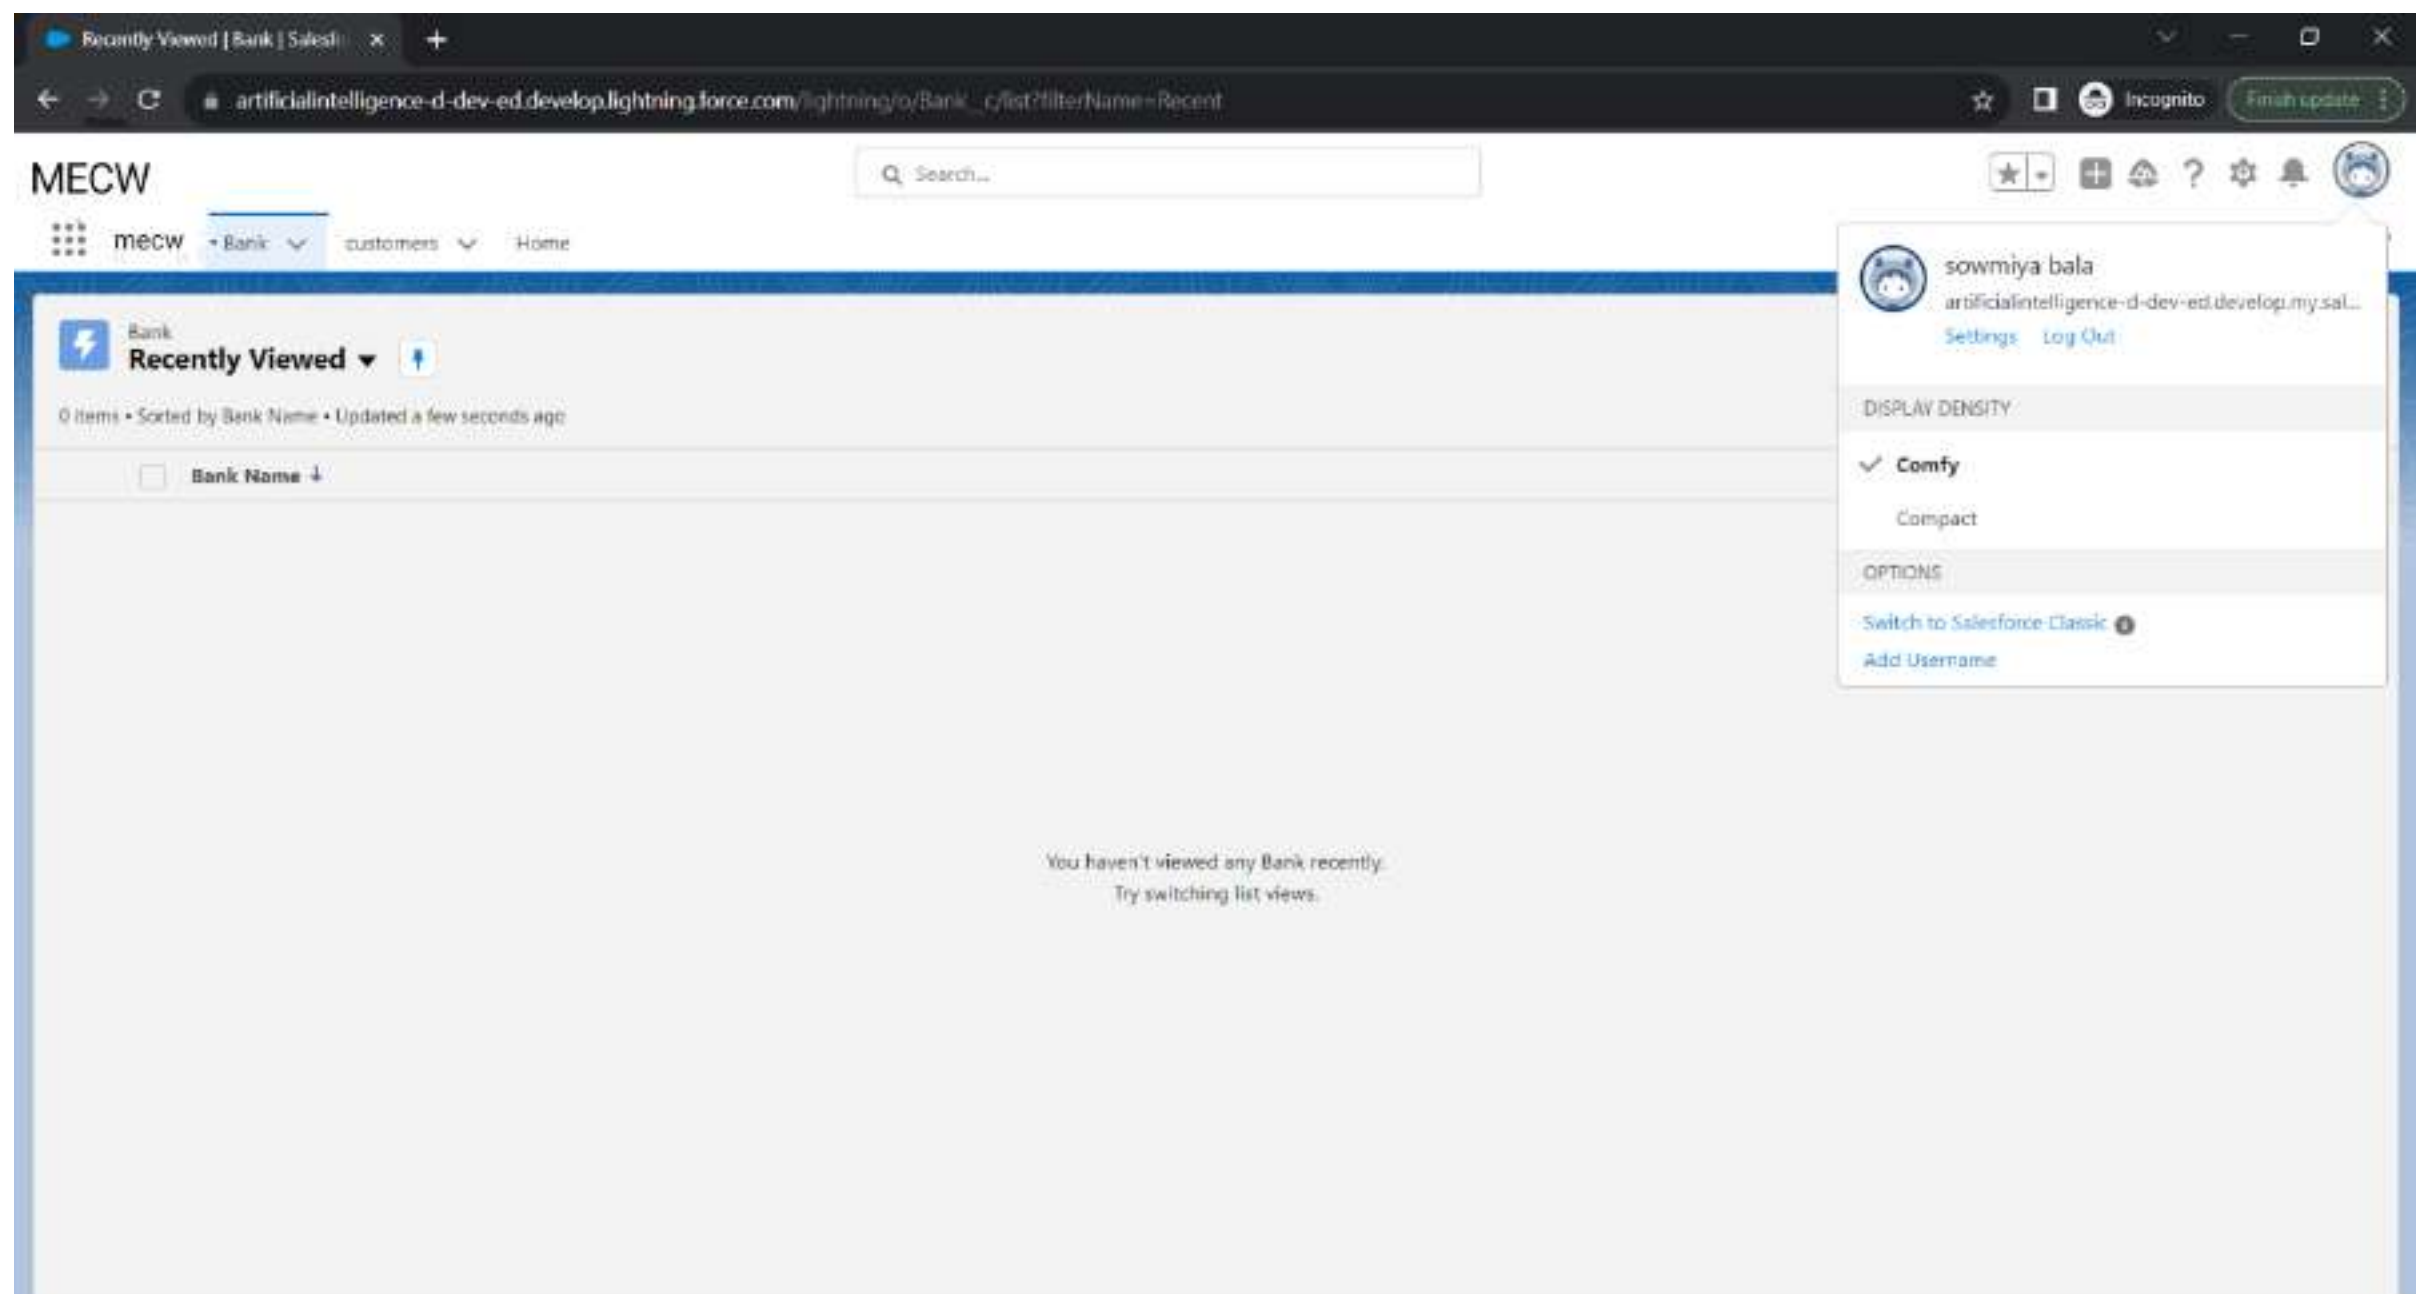 Recently Viewed | Bank | Salesf
artificialintelligence-d-dev-ed.develop.lightning.force.com/lightning/o/Bank__c/list?filterName=Recent
Incognito
Finish update
MECW
Search...
mecw
* Bank
customers
Home
sowmiya bala
artificialintelligence-d-dev-ed.develop.my.sal...
Settings
Log Out
Bank
Recently Viewed
0 items • Sorted by Bank Name • Updated a few seconds ago
DISPLAY DENSITY
Comfy
Bank Name
Compact
OPTIONS
Switch to Salesforce Classic
Add Username
You haven't viewed any Bank recently.
Try switching list views.